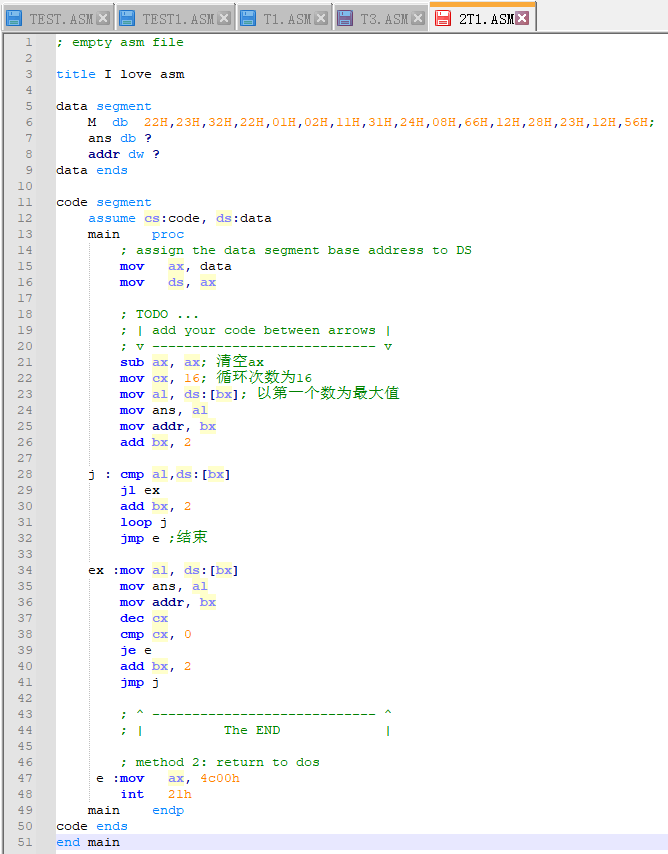 TEST.ASM TEST1.ASM T1.ASM T3.ASM 2T1.ASM
1 ; empty asm file
2
3 title I love asm
4
5 data segment
6 M db 22H,23H,32H,22H,01H,02H,11H,31H,24H,08H,66H,12H,28H,23H,12H,56H;
7 ans db ?
8 addr dw ?
9 data ends
10
11 code segment
12 assume cs:code, ds:data
13 main proc
14 ; assign the data segment base address to DS
15 mov ax, data
16 mov ds, ax
17
18 ; TODO ...
19 ; | add your code between arrows |
20 ; v ---------------------------- v
21 sub ax, ax; 清空ax
22 mov cx, 16; 循环次数为16
23 mov al, ds:[bx]; 以第一个数为最大值
24 mov ans, al
25 mov addr, bx
26 add bx, 2
27
28 j : cmp al,ds:[bx]
29 jl ex
30 add bx, 2
31 loop j
32 jmp e ;结束
33
34 ex :mov al, ds:[bx]
35 mov ans, al
36 mov addr, bx
37 dec cx
38 cmp cx, 0
39 je e
40 add bx, 2
41 jmp j
42
43 ; ^ ---------------------------- ^
44 ; | The END |
45
46 ; method 2: return to dos
47 e :mov ax, 4c00h
48 int 21h
49 main endp
50 code ends
51 end main